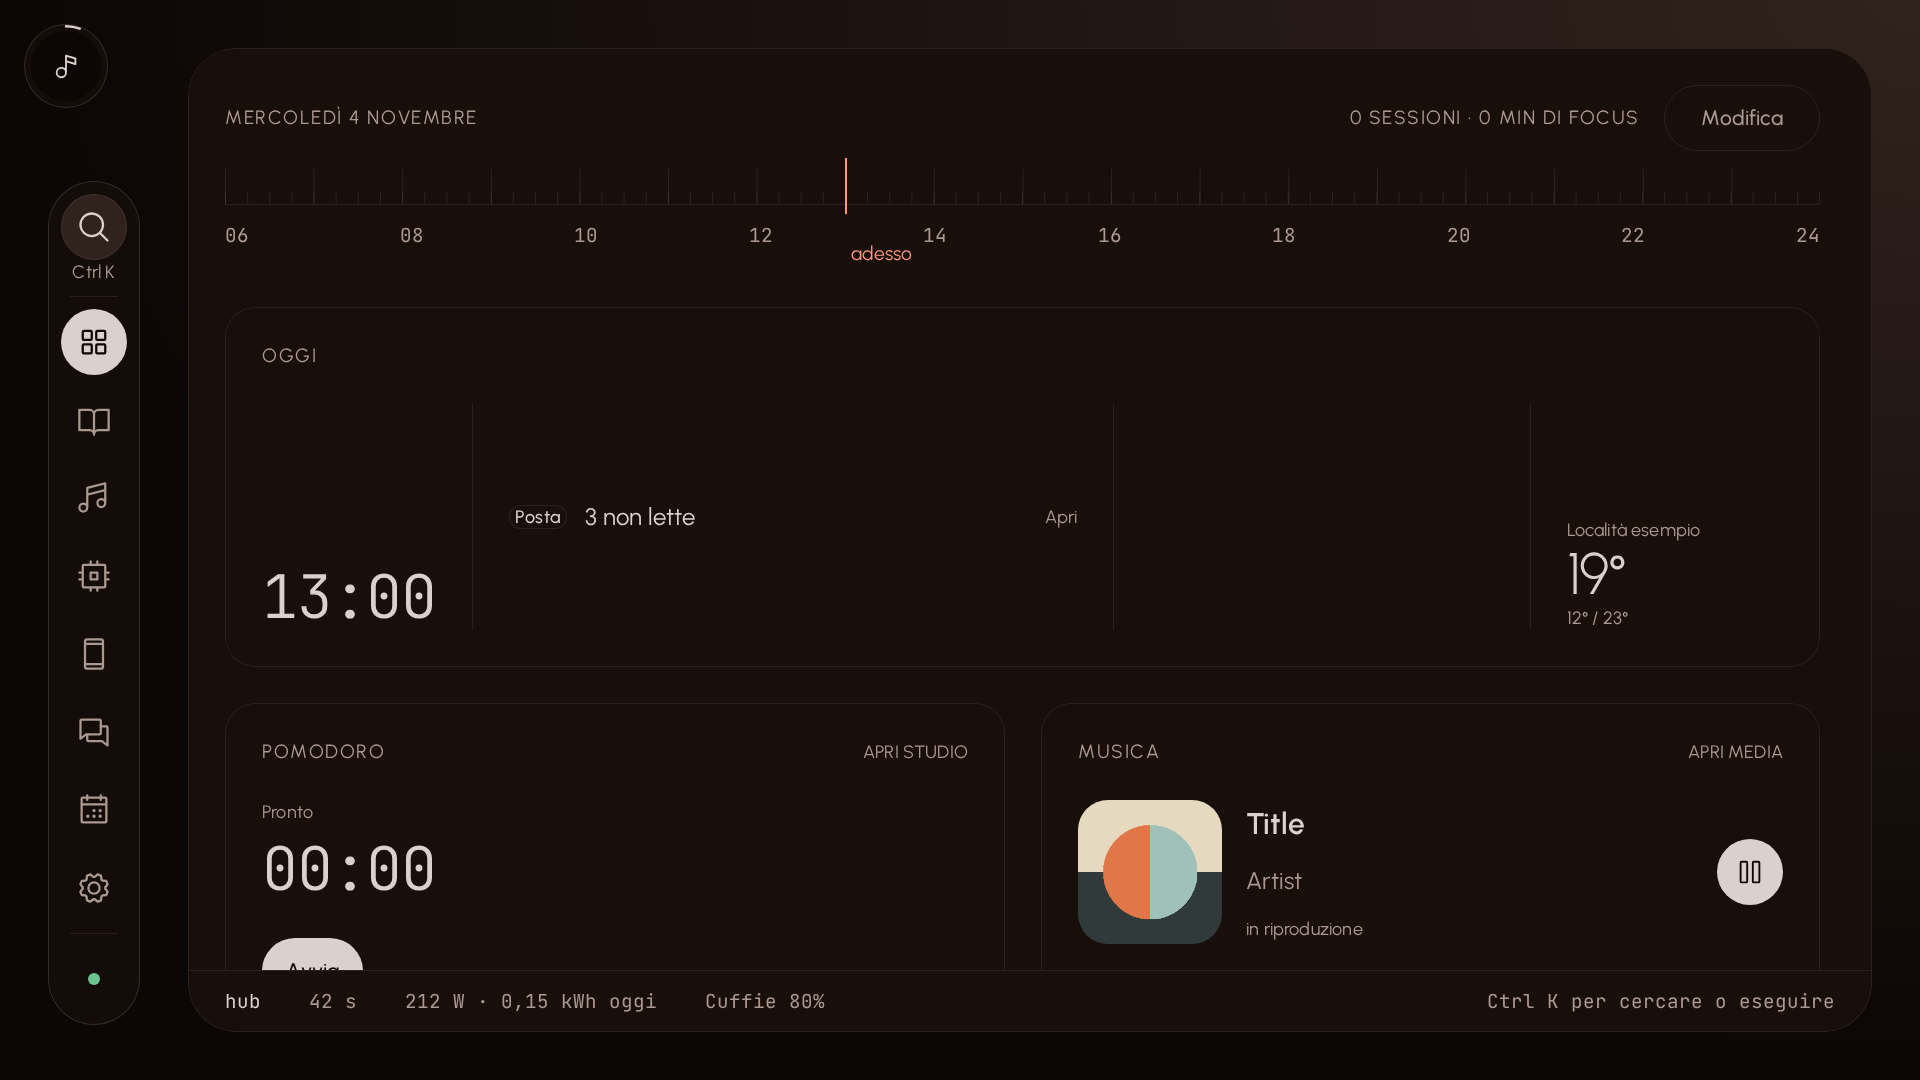 MERCOLEDÌ 4 NOVEMBRE
0 SESSIONI · 0 MIN DI FOCUS
Modifica
06 08 10 12 14 16 18 20 22 24
adesso
Ctrl K
OGGI
13:00
Posta 3 non lette Apri
Località esempio
19°
12° / 23°
POMODORO
APRI STUDIO
Pronto
00:00
Avvia
MUSICA
APRI MEDIA
Title
Artist
in riproduzione
hub 42 s 212 W · 0,15 kWh oggi Cuffie 80%
Ctrl K per cercare o eseguire